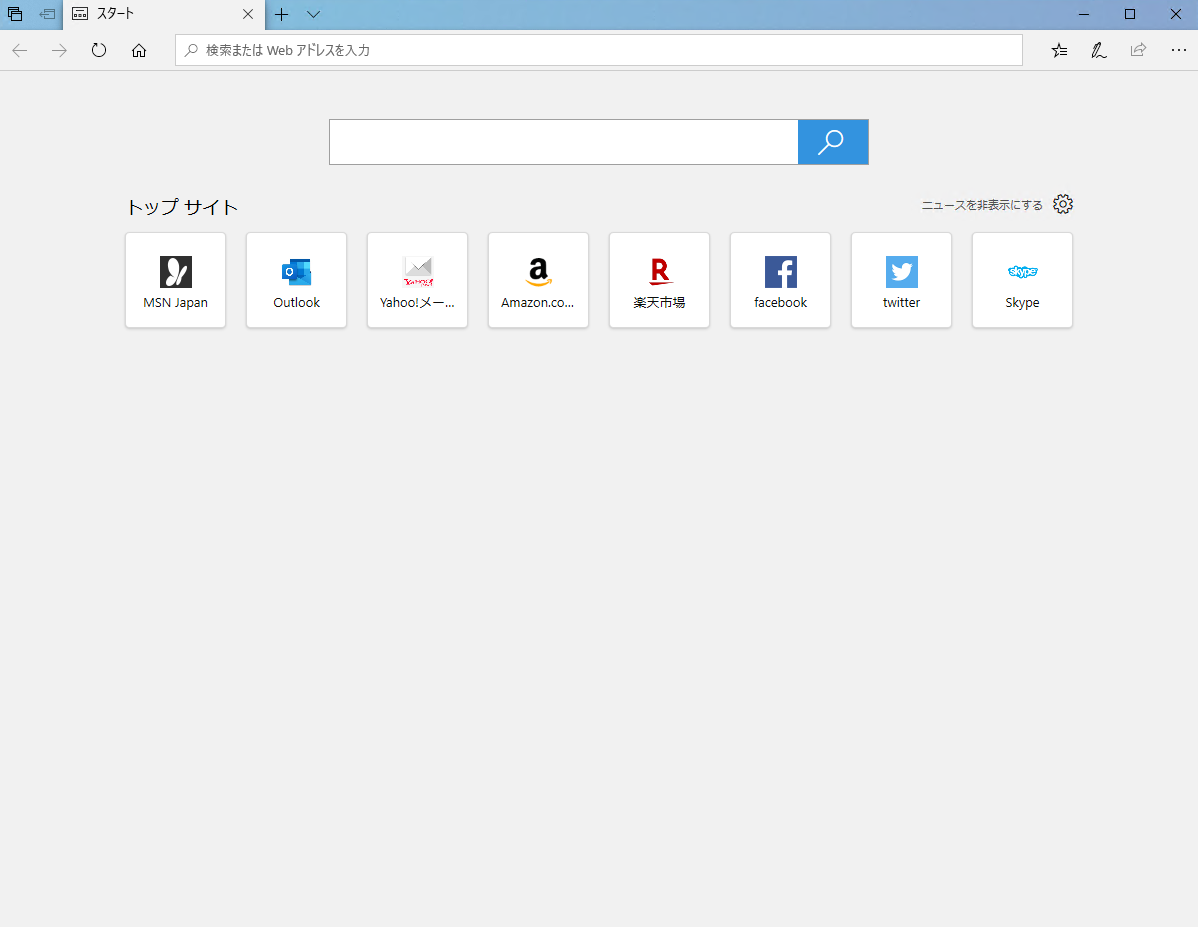 スタート
検索または Web アドレスを入力
トップ サイト
ニュースを非表示にする
MSN Japan
Outlook
YAHOO!
Yahoo!メー...
a
Amazon.co...
R
楽天市場
f
facebook
twitter
skype
Skype